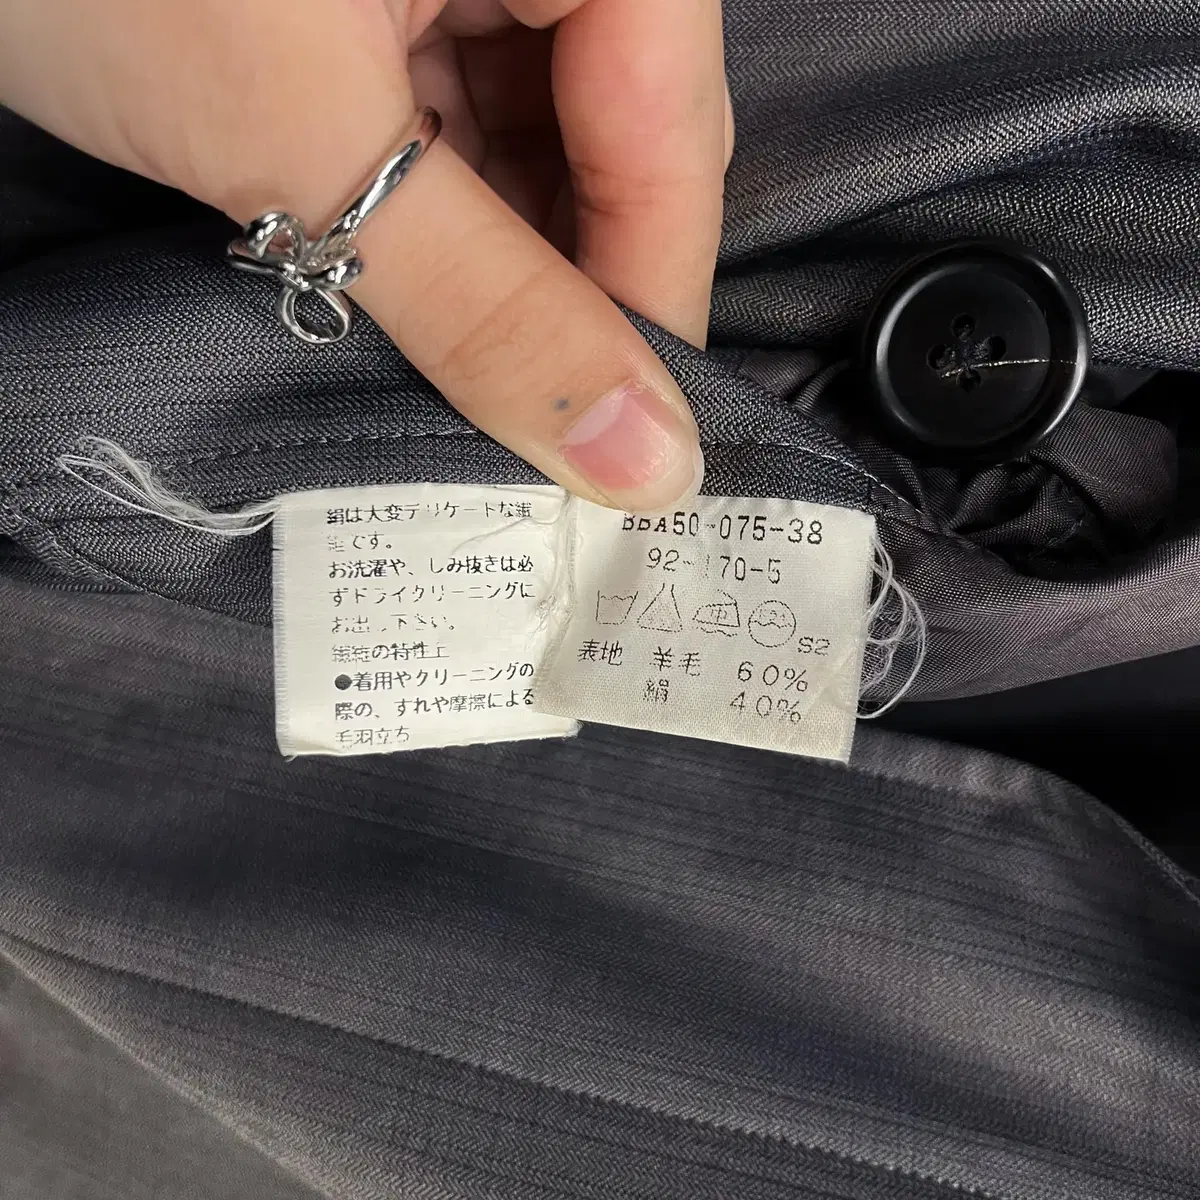 絹は大変デリケートな繊
維です。
お洗濯や、しみ抜きは必
ずドライクリーニングに
お出し下さい。
繊維の特性上
●着用やクリーニングの
際の、すれや摩擦による
毛羽立ち
BBA50-075-38
92-170-5
S2
表地 羊毛 60%
絹 40%